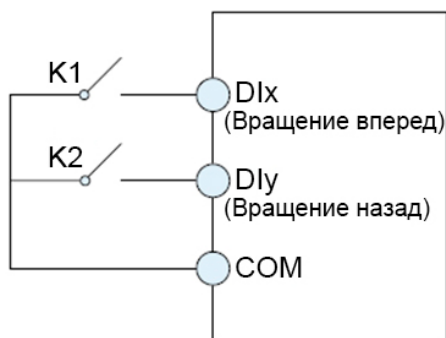 K1
DIx
(Вращение вперед)
K2
DIy
(Вращение назад)
COM